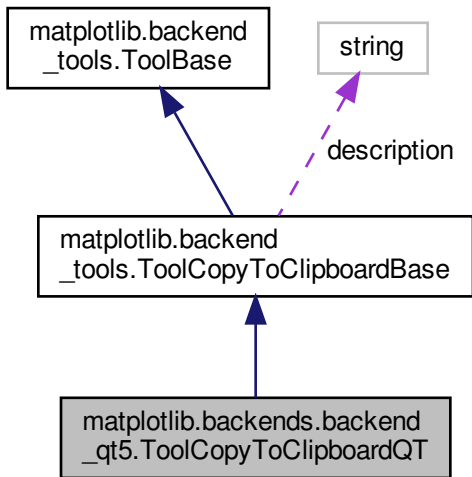 matplotlib.backend
_tools.ToolBase
string
description
matplotlib.backend
_tools.ToolCopyToClipboardBase
matplotlib.backends.backend
_qt5.ToolCopyToClipboardQT